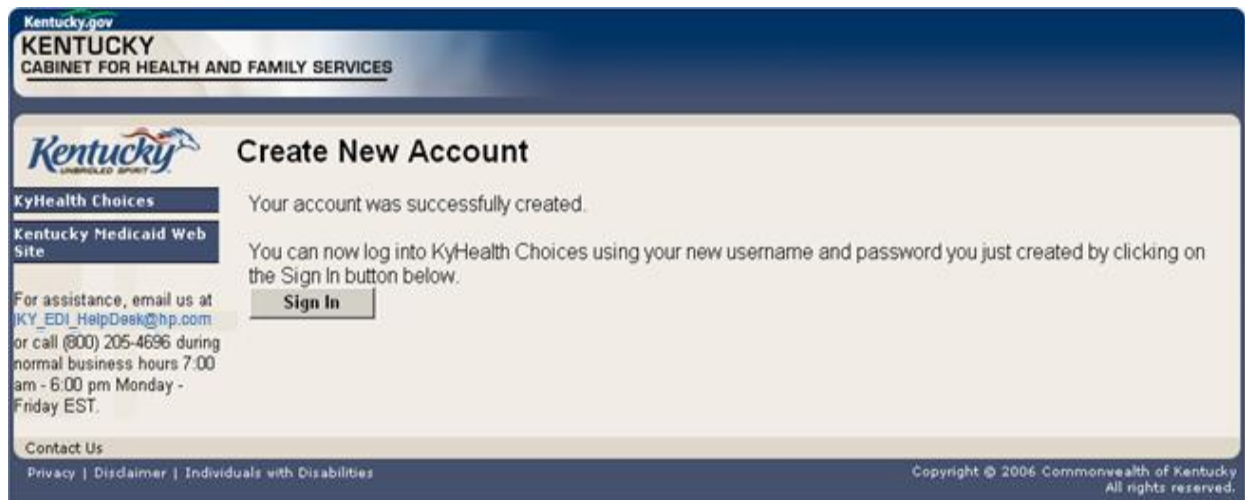 Kentucky.gov
KENTUCKY
CABINET FOR HEALTH AND FAMILY SERVICES
Kentucky
UNBRIDLED SPIRIT
KyHealth Choices
Kentucky Medicaid Web
Site
For assistance, email us at
KY_EDI_HelpDesk@hp.com
or call (800) 205-4696 during
normal business hours 7:00
am - 6:00 pm Monday -
Friday EST.
Create New Account
Your account was successfully created.
You can now log into KyHealth Choices using your new username and password you just created by clicking on
the Sign In button below.
Sign In
Contact Us
Privacy | Disclaimer | Individuals with Disabilities
Copyright © 2006 Commonwealth of Kentucky
All rights reserved.